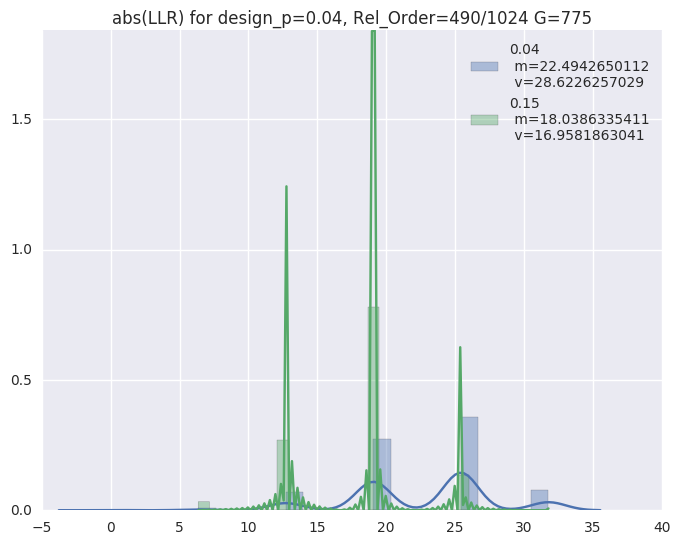 abs(LLR) for design_p=0.04, Rel_Order=490/1024 G=775
0.04
m=22.4942650112
v=28.6226257029
0.15
m=18.0386335411
v=16.9581863041
1.5
1.0
0.5
0.0
−5 0 5 10 15 20 25 30 35 40